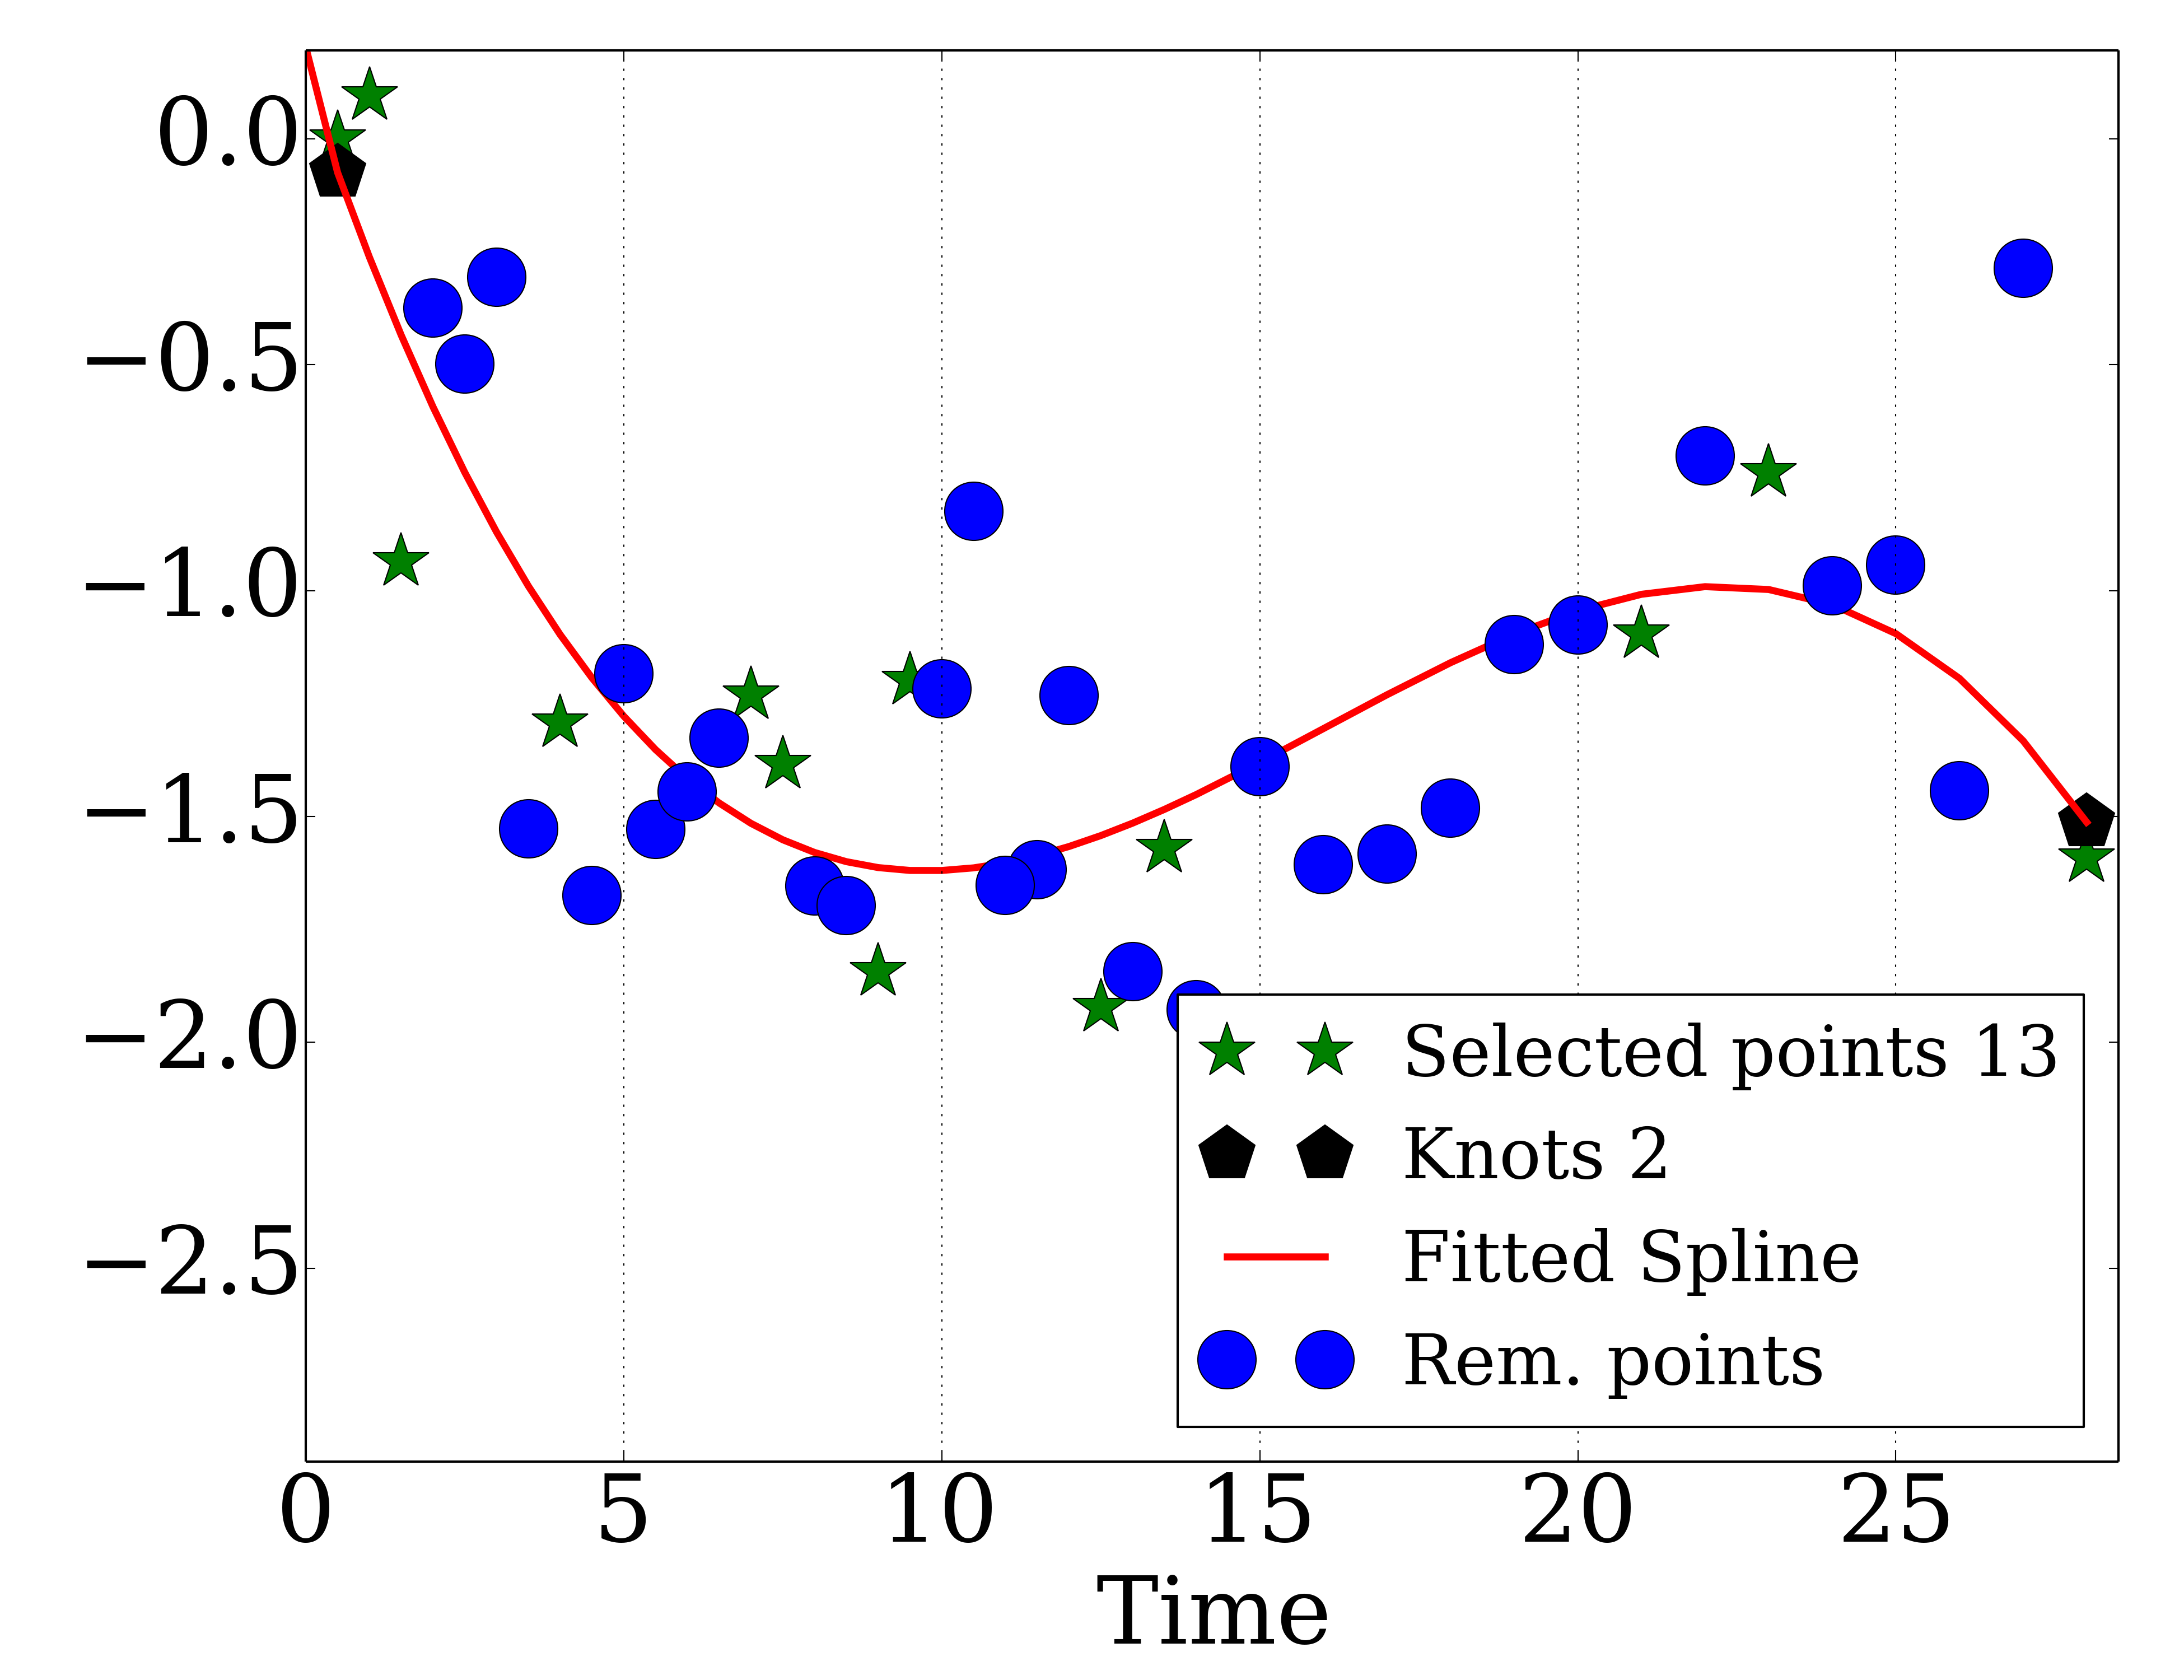 0.0
−0.5
−1.0
−1.5
−2.0
−2.5
Selected points 13
Knots 2
Fitted Spline
Rem. points
0 5 10 15 20 25
Time